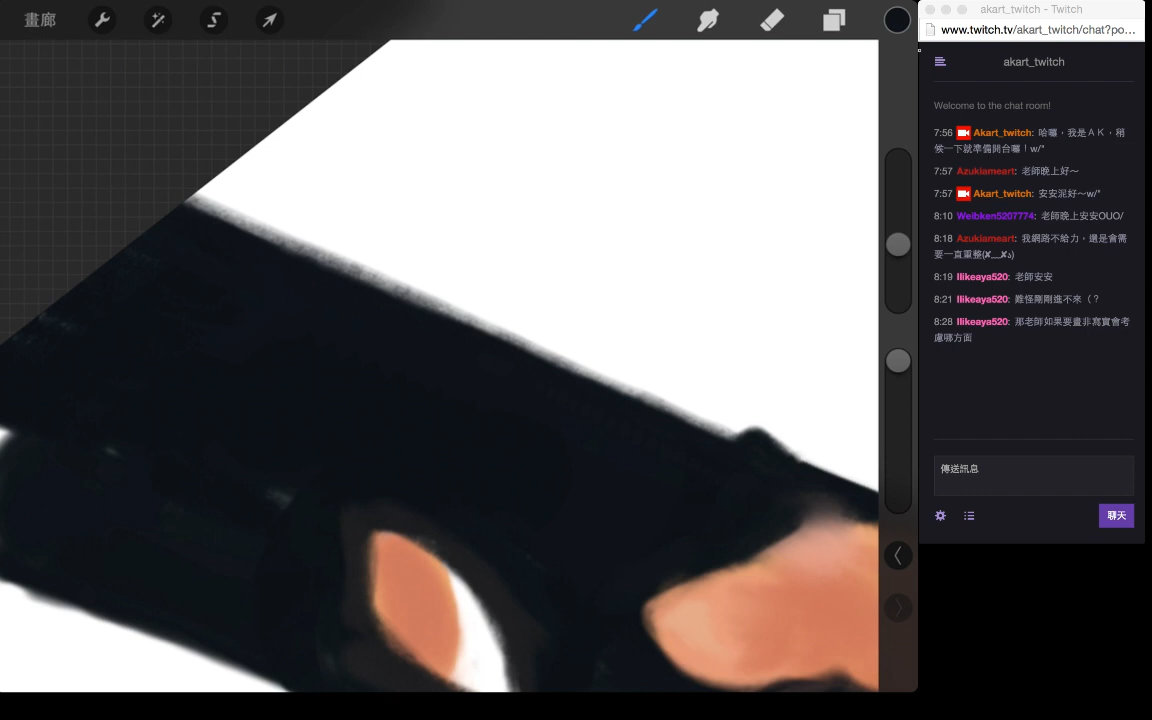 畫廊
akart_twitch - Twitch
www.twitch.tv/akart_twitch/chat?po...
akart_twitch
Welcome to the chat room!
7:56 Akart_twitch: 哈囉，我是ＡＫ，稍
候一下就準備開台囉！w/"
7:57 Azukiameart: 老師晚上好～
7:57 Akart_twitch: 安安泥好～w/"
8:10 Weibken5207774: 老師晚上安安OUO/
8:18 Azukiameart: 我網路不給力，還是會需
要一直重整(✘﹏✘ა)
8:19 Ilikeaya520: 老師安安
8:21 Ilikeaya520: 難怪剛剛進不來（？
8:28 Ilikeaya520: 那老師如果要畫非寫實會考
慮哪方面
傳送訊息
聊天